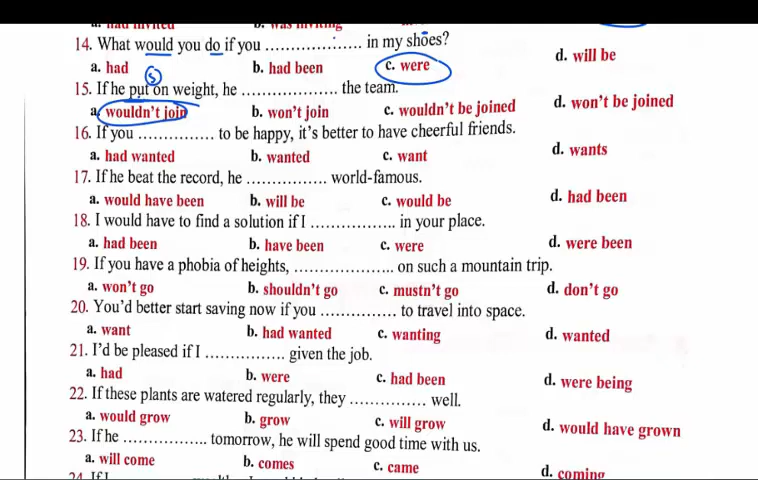 a. had invited b. was inviting
14. What would you do if you .................... in my shoes?
a. had b. had been c. were d. will be
15. If he put on weight, he .................... the team.
a. wouldn't join b. won't join c. wouldn't be joined d. won't be joined
16. If you ................ to be happy, it's better to have cheerful friends.
a. had wanted b. wanted c. want d. wants
17. If he beat the record, he ................ world-famous.
a. would have been b. will be c. would be d. had been
18. I would have to find a solution if I .................. in your place.
a. had been b. have been c. were d. were been
19. If you have a phobia of heights, .................... on such a mountain trip.
a. won't go b. shouldn't go c. mustn't go d. don't go
20. You'd better start saving now if you ................ to travel into space.
a. want b. had wanted c. wanting d. wanted
21. I'd be pleased if I ................ given the job.
a. had b. were c. had been d. were being
22. If these plants are watered regularly, they ................ well.
a. would grow b. grow c. will grow d. would have grown
23. If he .................. tomorrow, he will spend good time with us.
a. will come b. comes c. came d. coming
24. If I